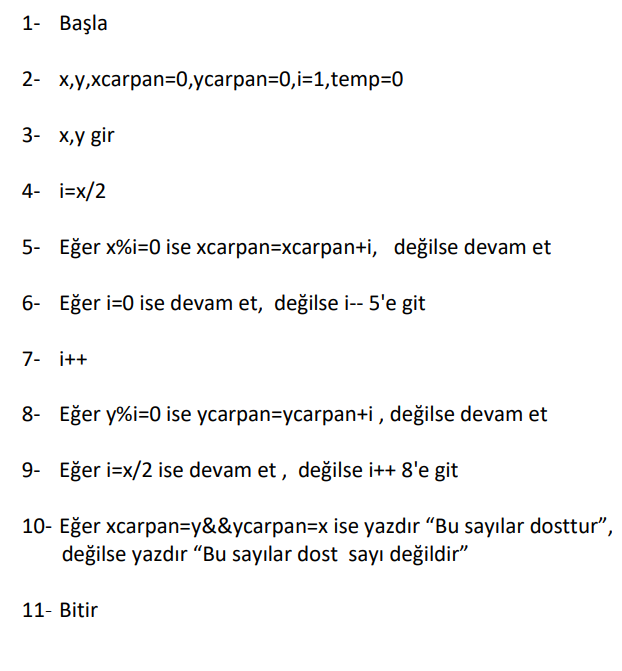 1- Başla
2- x,y,xcarpan=0,ycarpan=0,i=1,temp=0
3- x,y gir
4- i=x/2
5- Eğer x%i=0 ise xcarpan=xcarpan+i, değilse devam et
6- Eğer i=0 ise devam et, değilse i-- 5'e git
7- i++
8- Eğer y%i=0 ise ycarpan=ycarpan+i , değilse devam et
9- Eğer i=x/2 ise devam et , değilse i++ 8'e git
10- Eğer xcarpan=y&&ycarpan=x ise yazdır “Bu sayılar dosttur”,
değilse yazdır “Bu sayılar dost sayı değildir”
11- Bitir